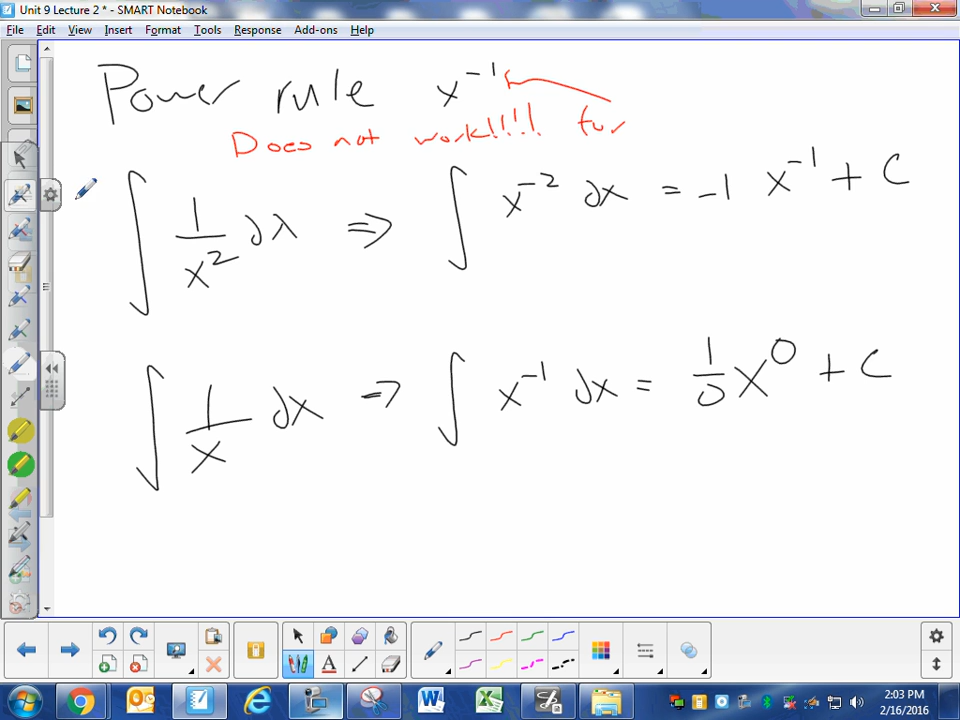 Unit 9 Lecture 2 * - SMART Notebook
File Edit View Insert Format Tools Response Add-ons Help
Power rule x⁻¹
Does not work!!!! for
∫ 1/x² dx ⇒ ∫ x⁻² dx = -1 x⁻¹ + C
∫ 1/x dx ⇒ ∫ x⁻¹ dx = 1/0 x⁰ + C
2:03 PM
2/16/2016